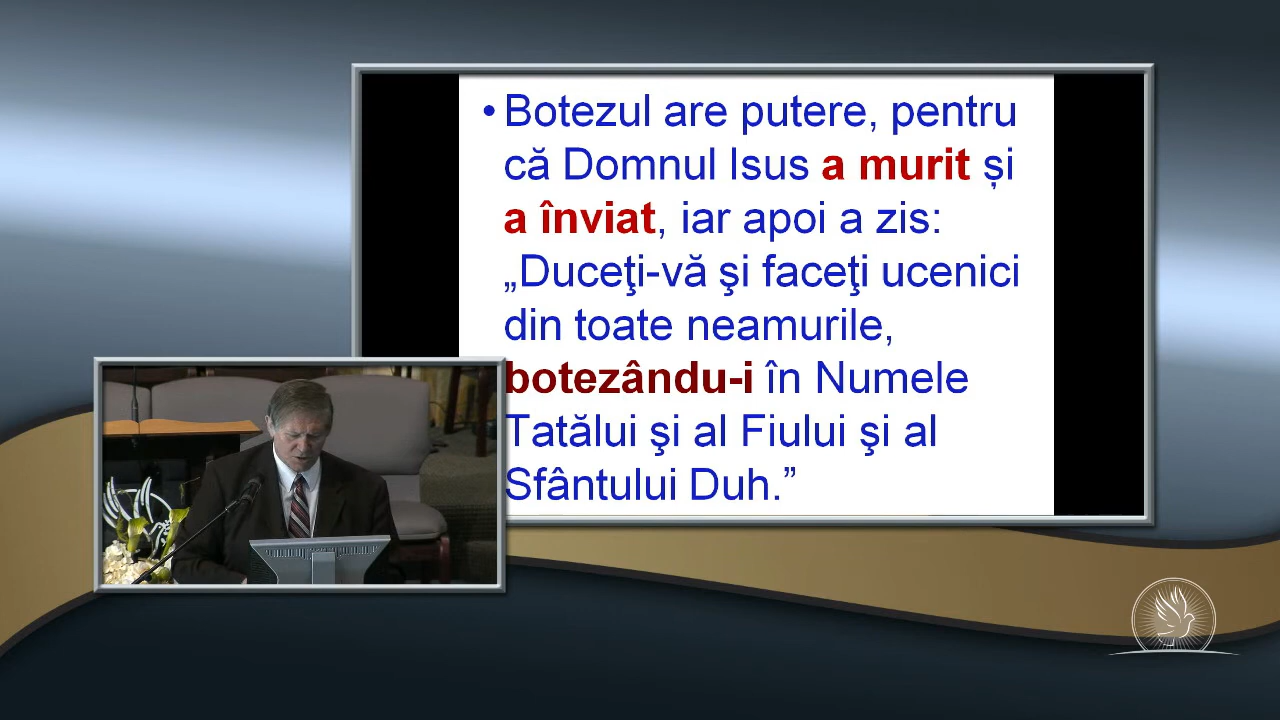 • Botezul are putere, pentru
că Domnul Isus a murit și
a înviat, iar apoi a zis:
„Duceţi-vă şi faceţi ucenici
din toate neamurile,
botezându-i în Numele
Tatălui şi al Fiului şi al
Sfântului Duh.”